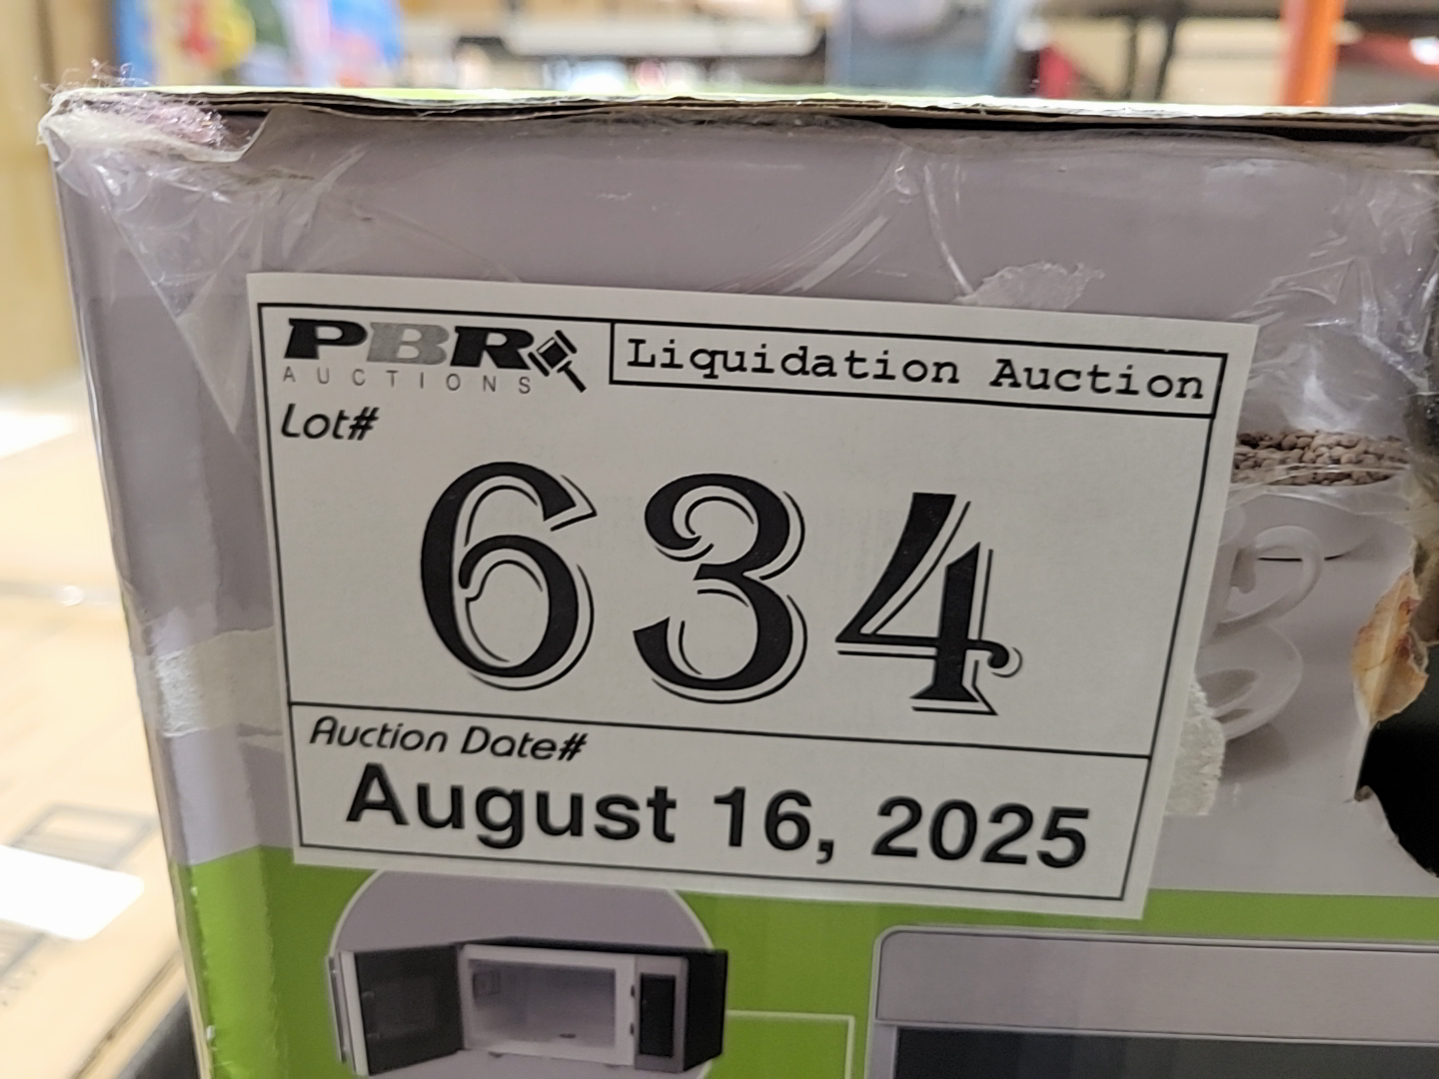 PBR
AUCTIONS
Liquidation Auction
Lot#
634
Auction Date#
August 16, 2025